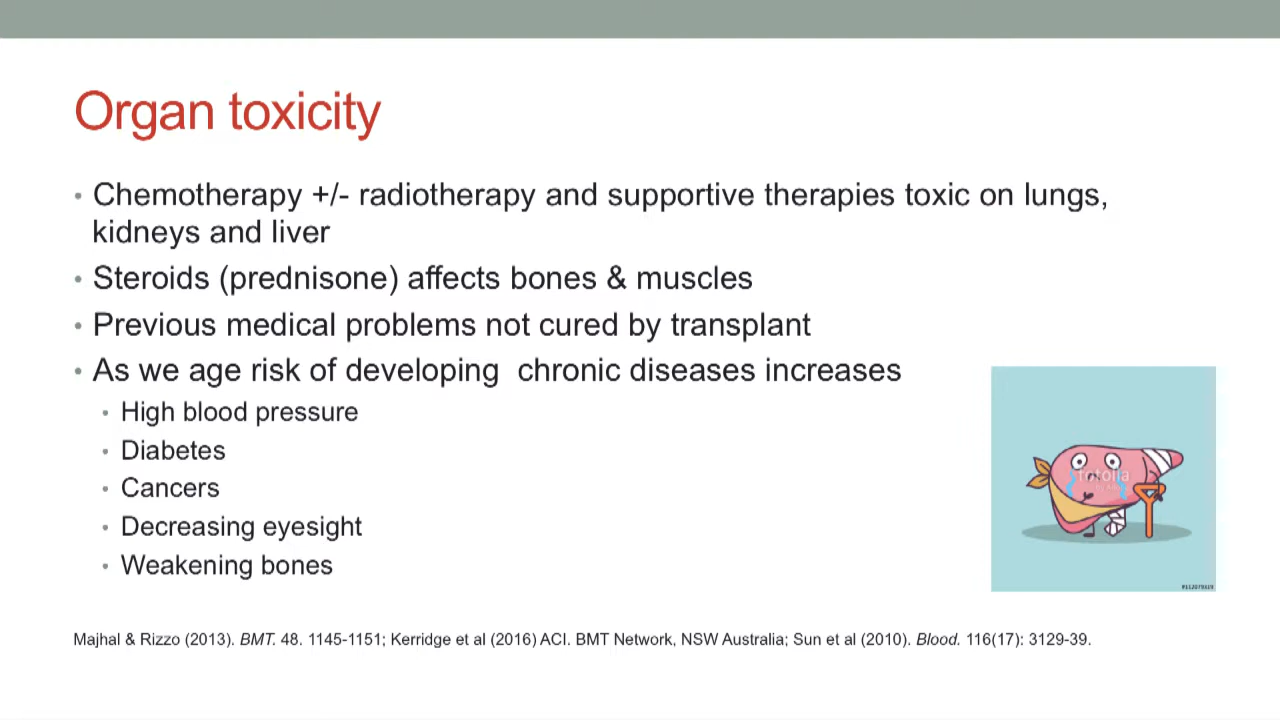 Organ toxicity
• Chemotherapy +/- radiotherapy and supportive therapies toxic on lungs,
kidneys and liver
• Steroids (prednisone) affects bones & muscles
• Previous medical problems not cured by transplant
• As we age risk of developing  chronic diseases increases
• High blood pressure
• Diabetes
• Cancers
• Decreasing eyesight
• Weakening bones
fotolia
Majhal & Rizzo (2013). BMT. 48. 1145-1151; Kerridge et al (2016) ACI. BMT Network, NSW Australia; Sun et al (2010). Blood. 116(17): 3129-39.